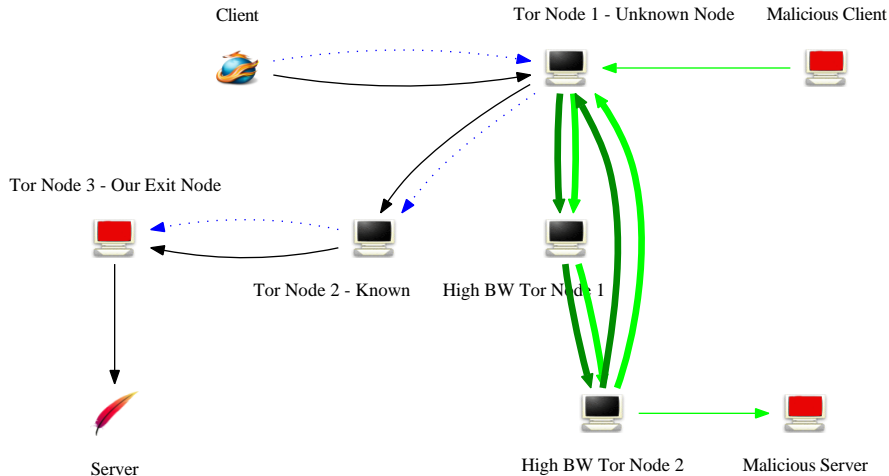 Client
Tor Node 1 - Unknown Node
Malicious Client
Tor Node 3 - Our Exit Node
Tor Node 2 - Known
High BW Tor Node 1
Server
High BW Tor Node 2
Malicious Server